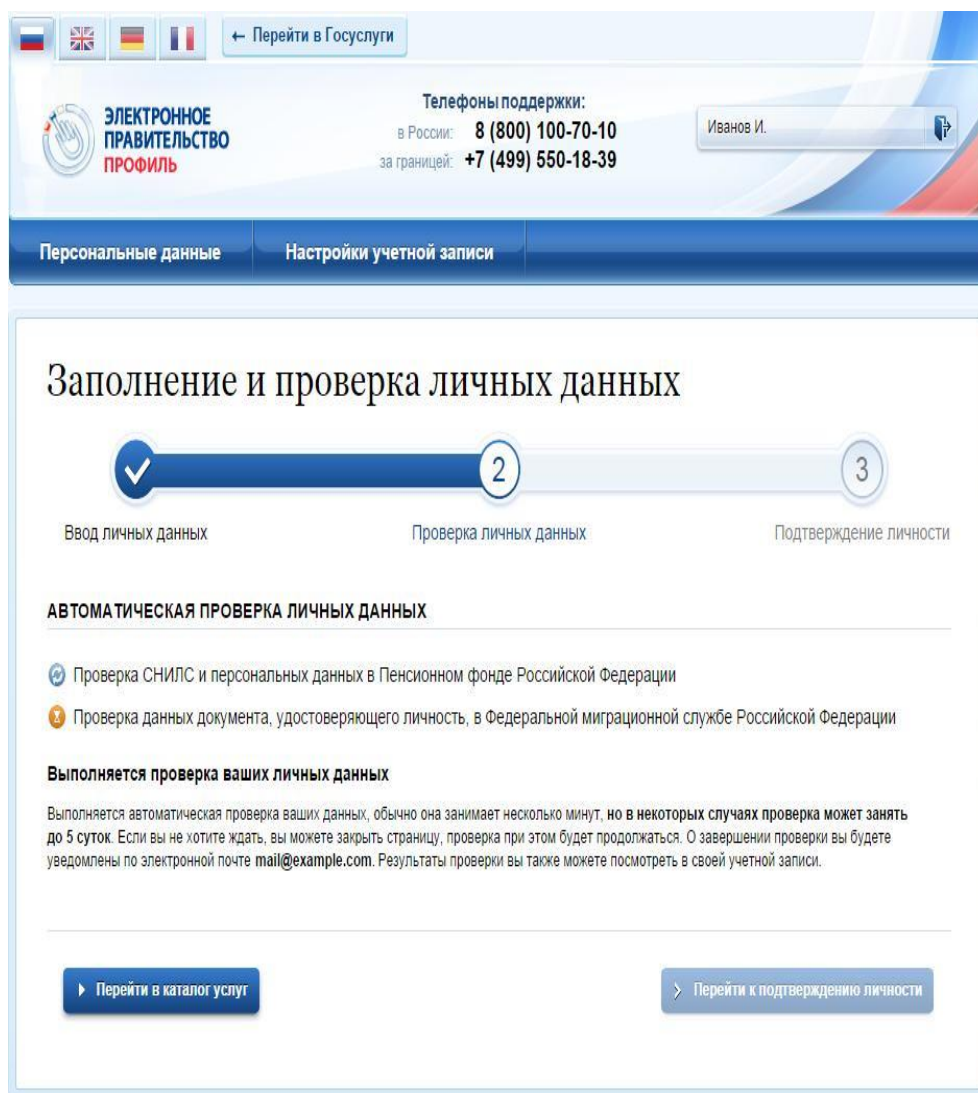 ← Перейти в Госуслуги
ЭЛЕКТРОННОЕ
ПРАВИТЕЛЬСТВО
ПРОФИЛЬ
Телефоны поддержки:
в России: 8 (800) 100-70-10
за границей: +7 (499) 550-18-39
Иванов И.
Персональные данные Настройки учетной записи
Заполнение и проверка личных данных
2 3
Ввод личных данных Проверка личных данных Подтверждение личности
АВТОМАТИЧЕСКАЯ ПРОВЕРКА ЛИЧНЫХ ДАННЫХ
Проверка СНИЛС и персональных данных в Пенсионном фонде Российской Федерации
Проверка данных документа, удостоверяющего личность, в Федеральной миграционной службе Российской Федерации
Выполняется проверка ваших личных данных
Выполняется автоматическая проверка ваших данных, обычно она занимает несколько минут, но в некоторых случаях проверка может занять
до 5 суток. Если вы не хотите ждать, вы можете закрыть страницу, проверка при этом будет продолжаться. О завершении проверки вы будете
уведомлены по электронной почте mail@example.com. Результаты проверки вы также можете посмотреть в своей учетной записи.
Перейти в каталог услуг Перейти к подтверждению личности